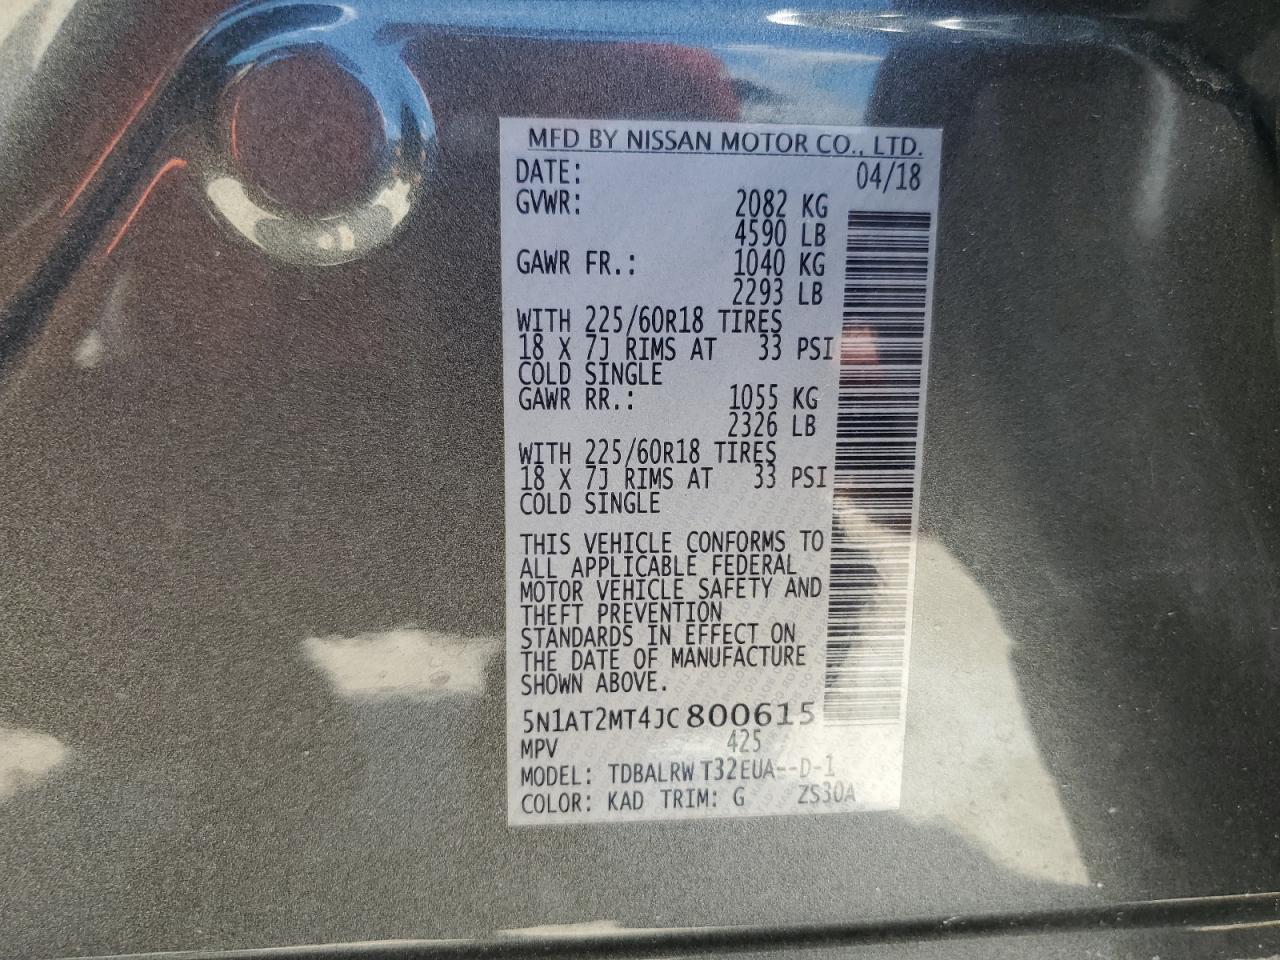 MFD BY NISSAN MOTOR CO., LTD.
DATE: 04/18
GVWR: 2082 KG
4590 LB
GAWR FR.: 1040 KG
2293 LB
WITH 225/60R18 TIRES
18 X 7J RIMS AT 33 PSI
COLD SINGLE
GAWR RR.: 1055 KG
2326 LB
WITH 225/60R18 TIRES
18 X 7J RIMS AT 33 PSI
COLD SINGLE
THIS VEHICLE CONFORMS TO
ALL APPLICABLE FEDERAL
MOTOR VEHICLE SAFETY AND
THEFT PREVENTION
STANDARDS IN EFFECT ON
THE DATE OF MANUFACTURE
SHOWN ABOVE.
5N1AT2MT4JC800615
MPV 425
MODEL: TDBALRW T32EUA--D-1
COLOR: KAD TRIM: G ZS30A